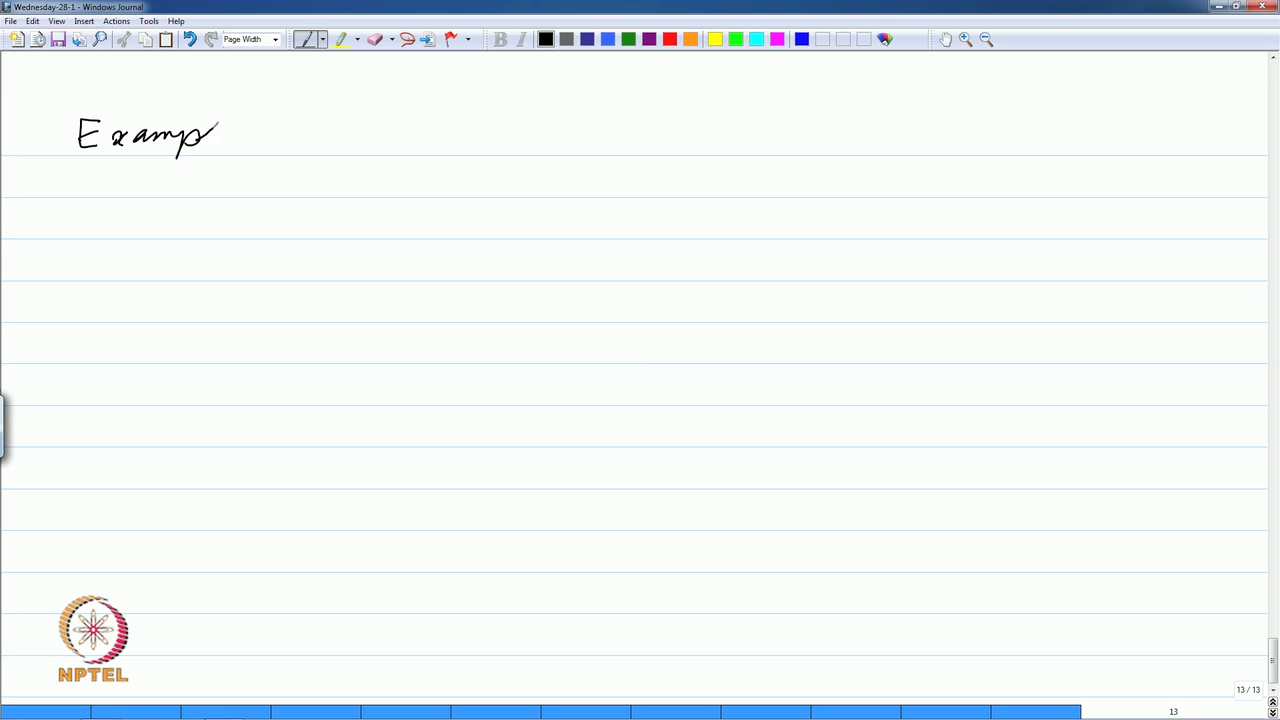 Wednesday-28-1 - Windows Journal
File Edit View Insert Actions Tools Help
Page Width
B I
Examp
NPTEL
13 / 13
13